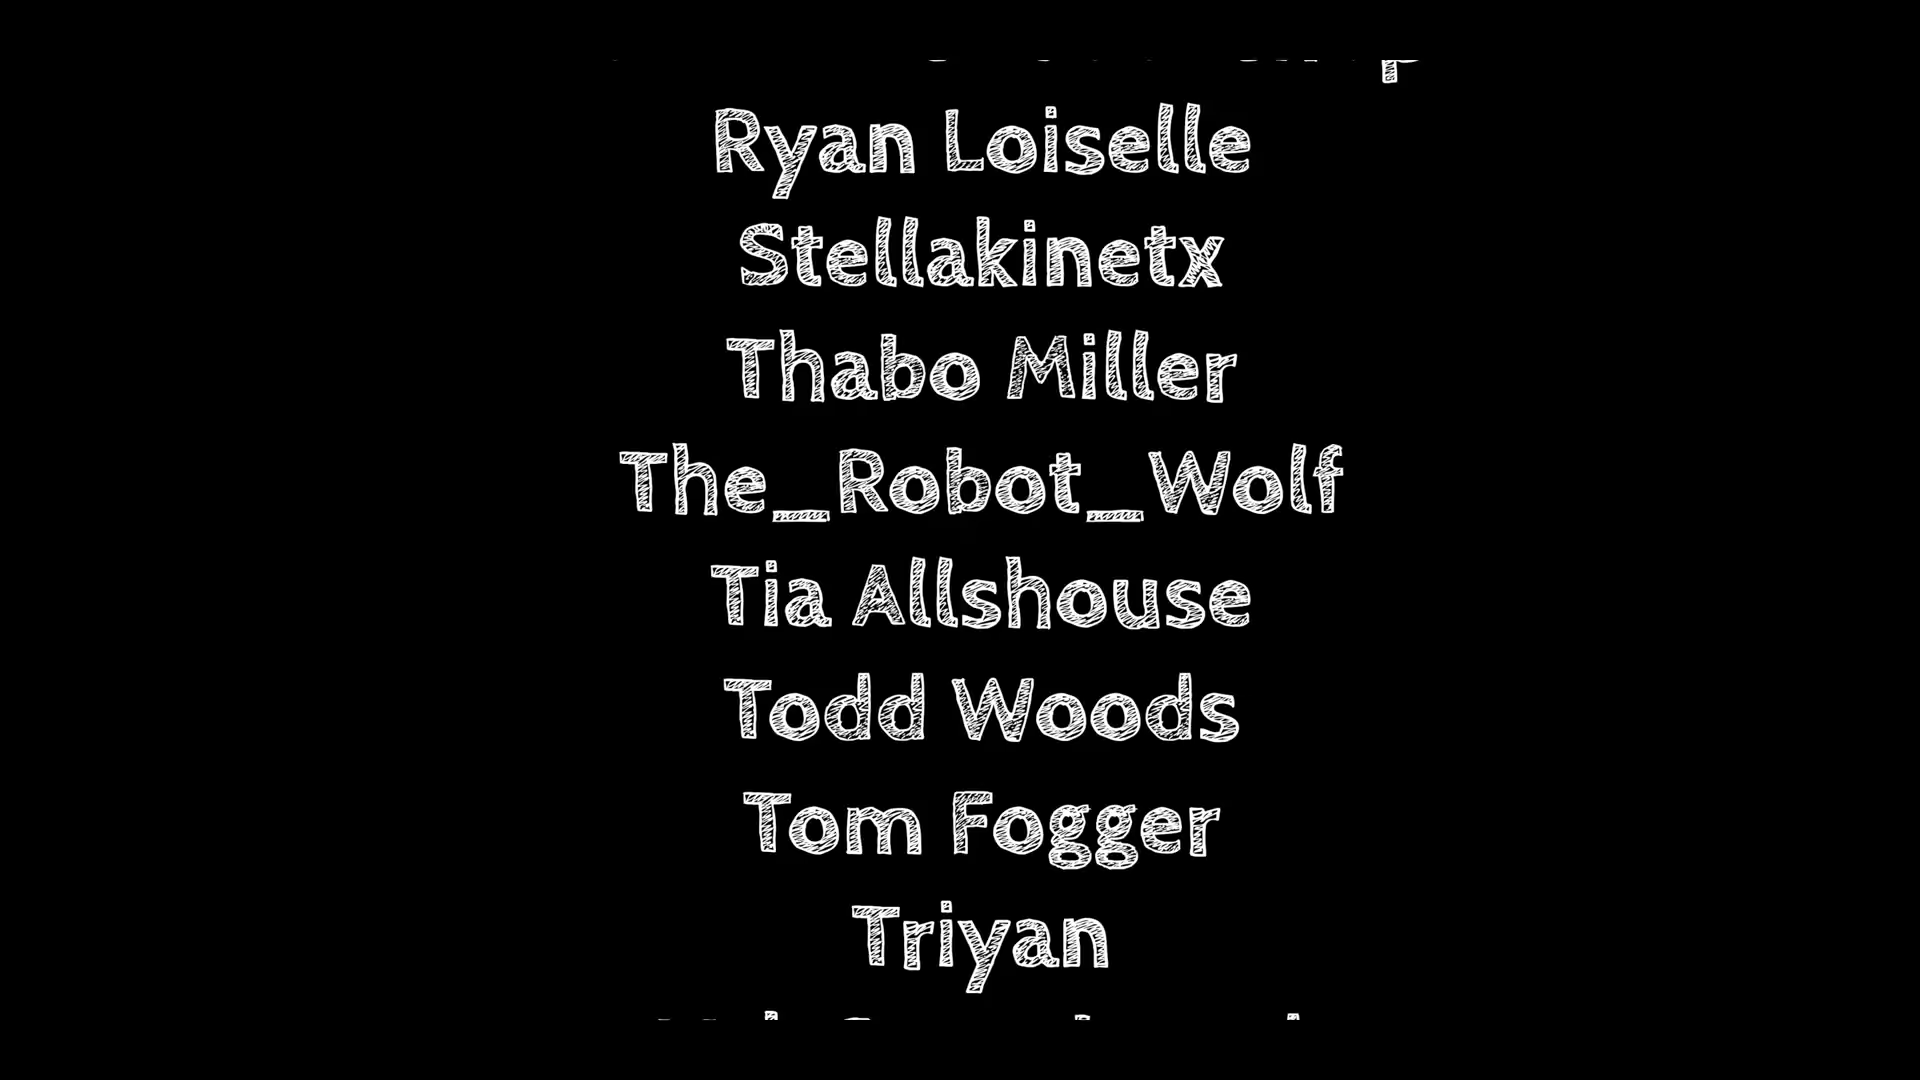 Ryan Loiselle
Stellakinetx
Thabo Miller
The_Robot_Wolf
Tia Allshouse
Todd Woods
Tom Fogger
Triyan